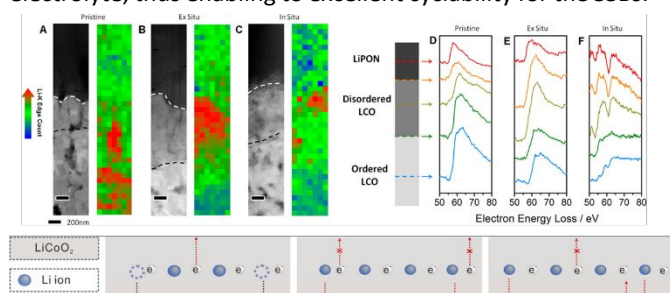 electrolyte, thus enabling to excellent cyclability for the SSBs.
Pristine Ex Situ In Situ
A B C
Li-K Edge Count
200nm
LiPON
Disordered LCO
Ordered LCO
Pristine Ex Situ In Situ
D E F
50 60 70 80 50 60 70 80 50 60 70 80
Electron Energy Loss / eV
LiCoO₂
Li ion
e e e e
e e e e
e e e e